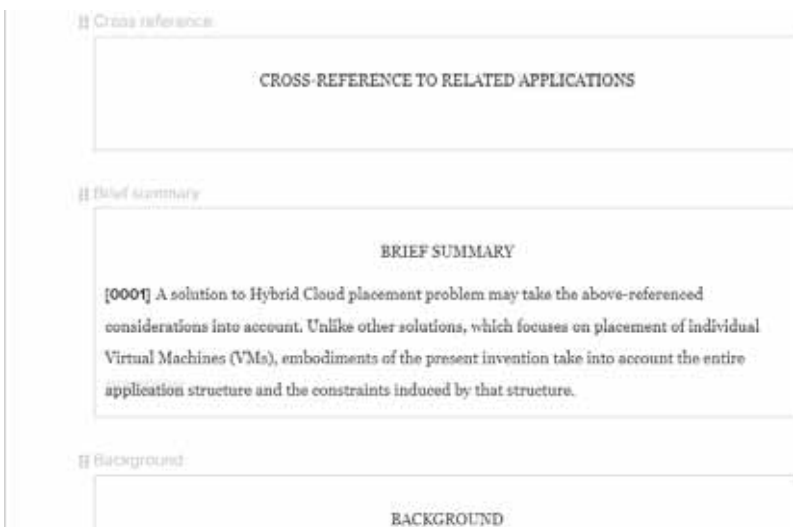 Cross reference
CROSS-REFERENCE TO RELATED APPLICATIONS
Brief summary
BRIEF SUMMARY
[0001] A solution to Hybrid Cloud placement problem may take the above-referenced
considerations into account. Unlike other solutions, which focuses on placement of individual
Virtual Machines (VMs), embodiments of the present invention take into account the entire
application structure and the constraints induced by that structure.
Background
BACKGROUND